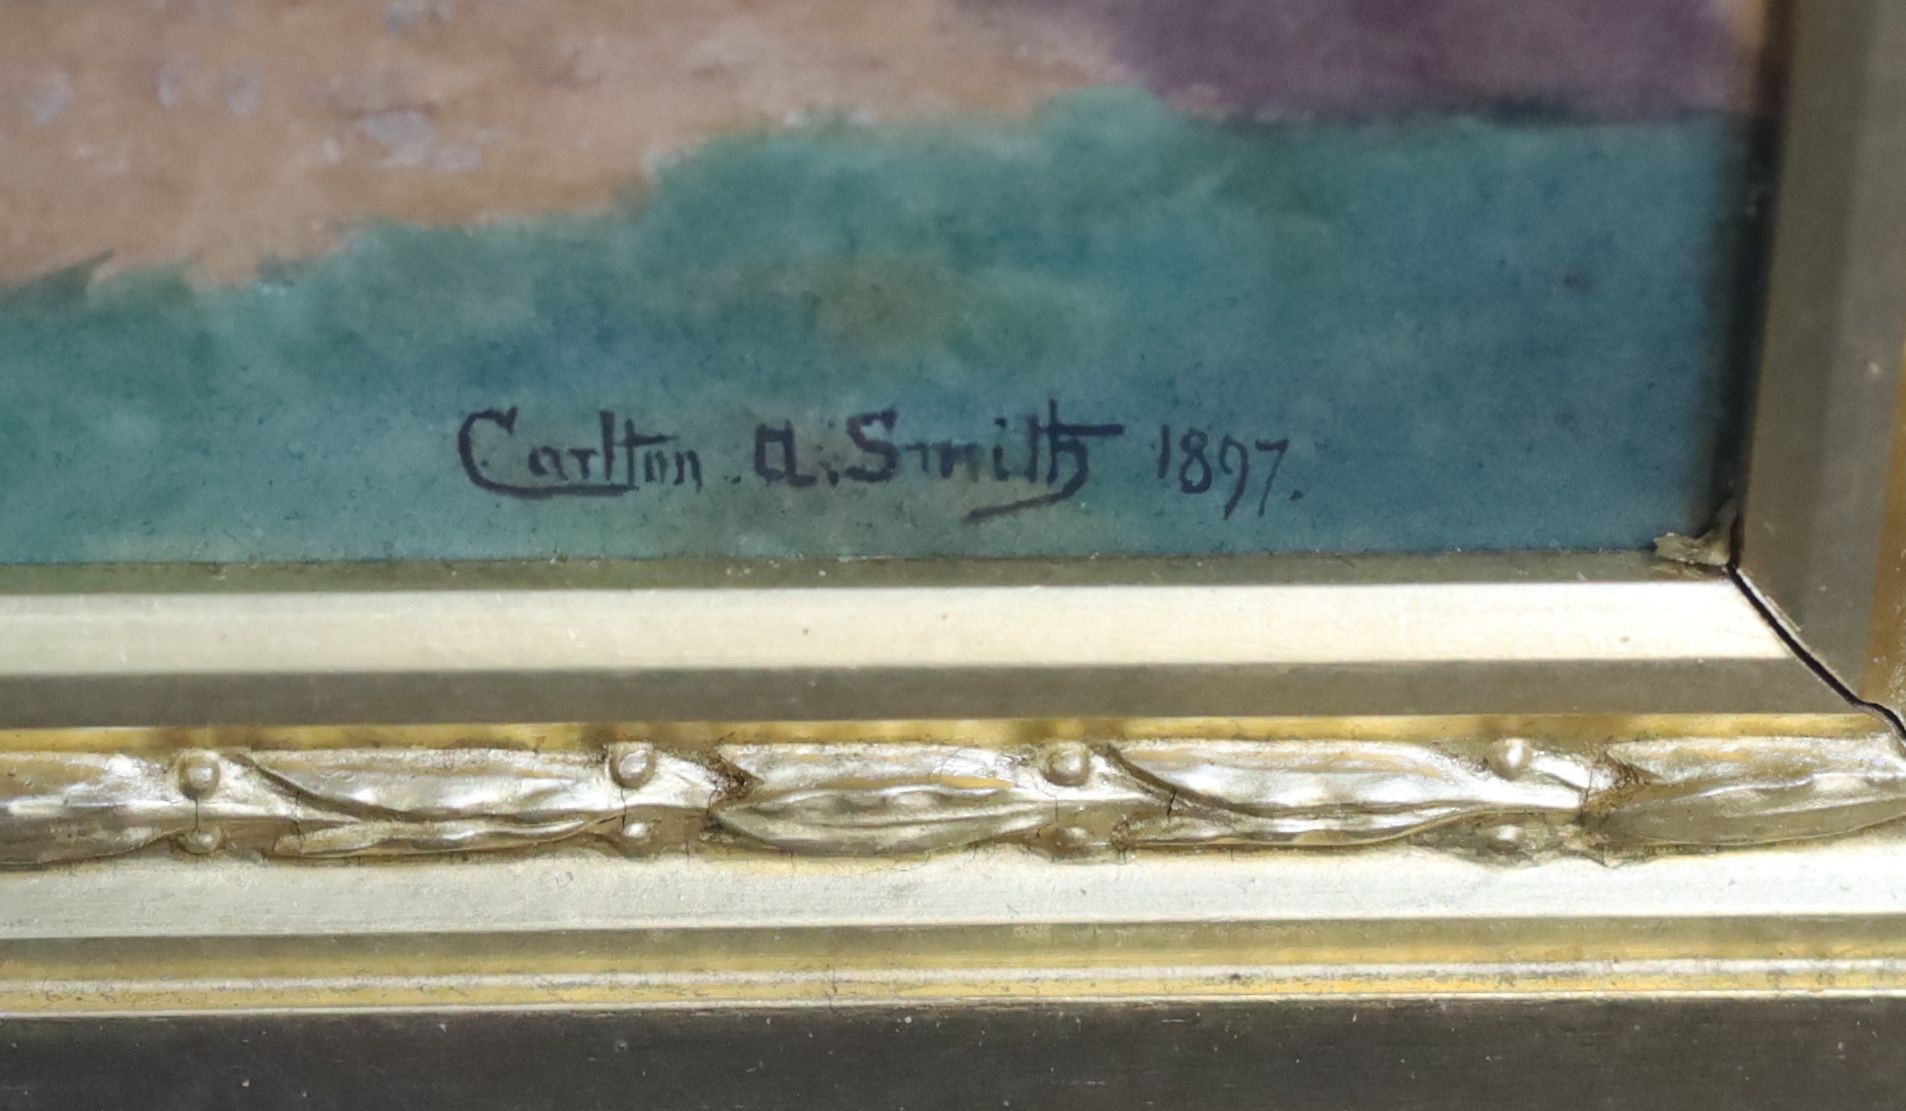 Carlton A. Smith 1897.